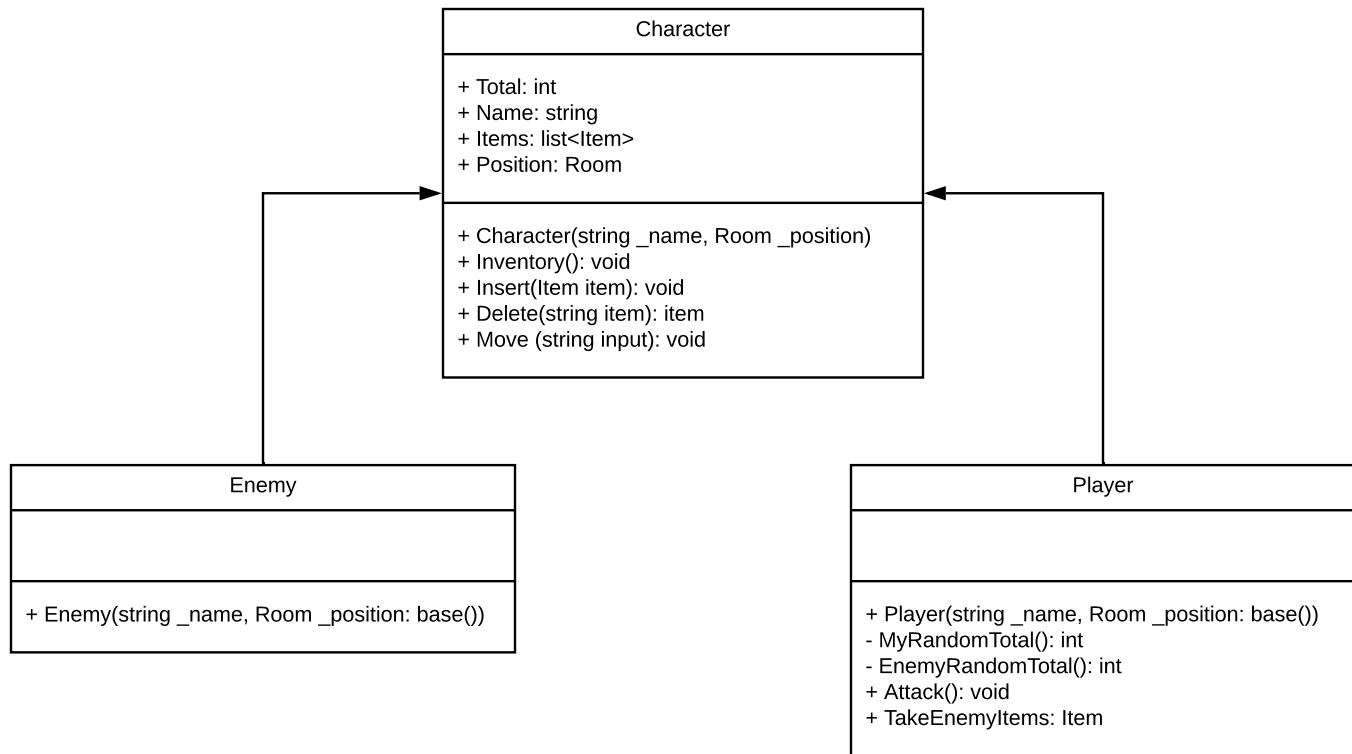 Character
+ Total: int
+ Name: string
+ Items: list<Item>
+ Position: Room
+ Character(string _name, Room _position)
+ Inventory(): void
+ Insert(Item item): void
+ Delete(string item): item
+ Move (string input): void
Enemy
+ Enemy(string _name, Room _position: base())
Player
+ Player(string _name, Room _position: base())
- MyRandomTotal(): int
- EnemyRandomTotal(): int
+ Attack(): void
+ TakeEnemyItems: Item